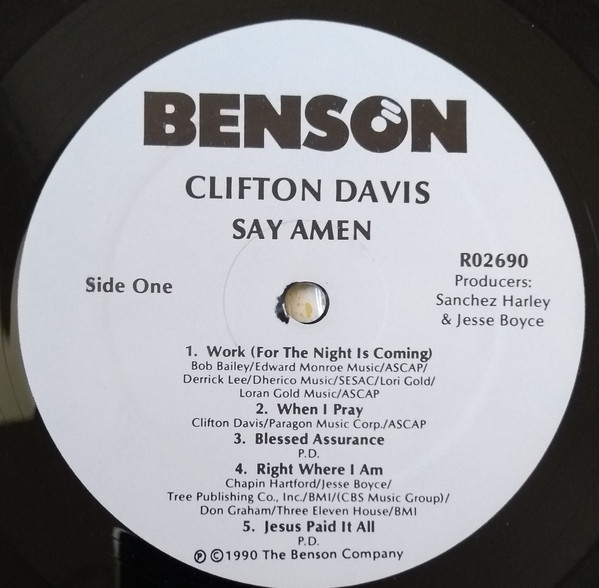 BENSON
CLIFTON DAVIS
SAY AMEN
Side One
R02690
Producers:
Sanchez Harley
& Jesse Boyce
1. Work (For The Night Is Coming)
Bob Bailey/Edward Monroe Music/ASCAP/
Derrick Lee/Dherico Music/SESAC/Lori Gold/
Loran Gold Music/ASCAP
2. When I Pray
Clifton Davis/Paragon Music Corp./ASCAP
3. Blessed Assurance
P.D.
4. Right Where I Am
Chapin Hartford/Jesse Boyce/
Tree Publishing Co., Inc./BMI/(CBS Music Group)/
Don Graham/Three Eleven House/BMI
5. Jesus Paid It All
P.D.
℗ ©1990 The Benson Company